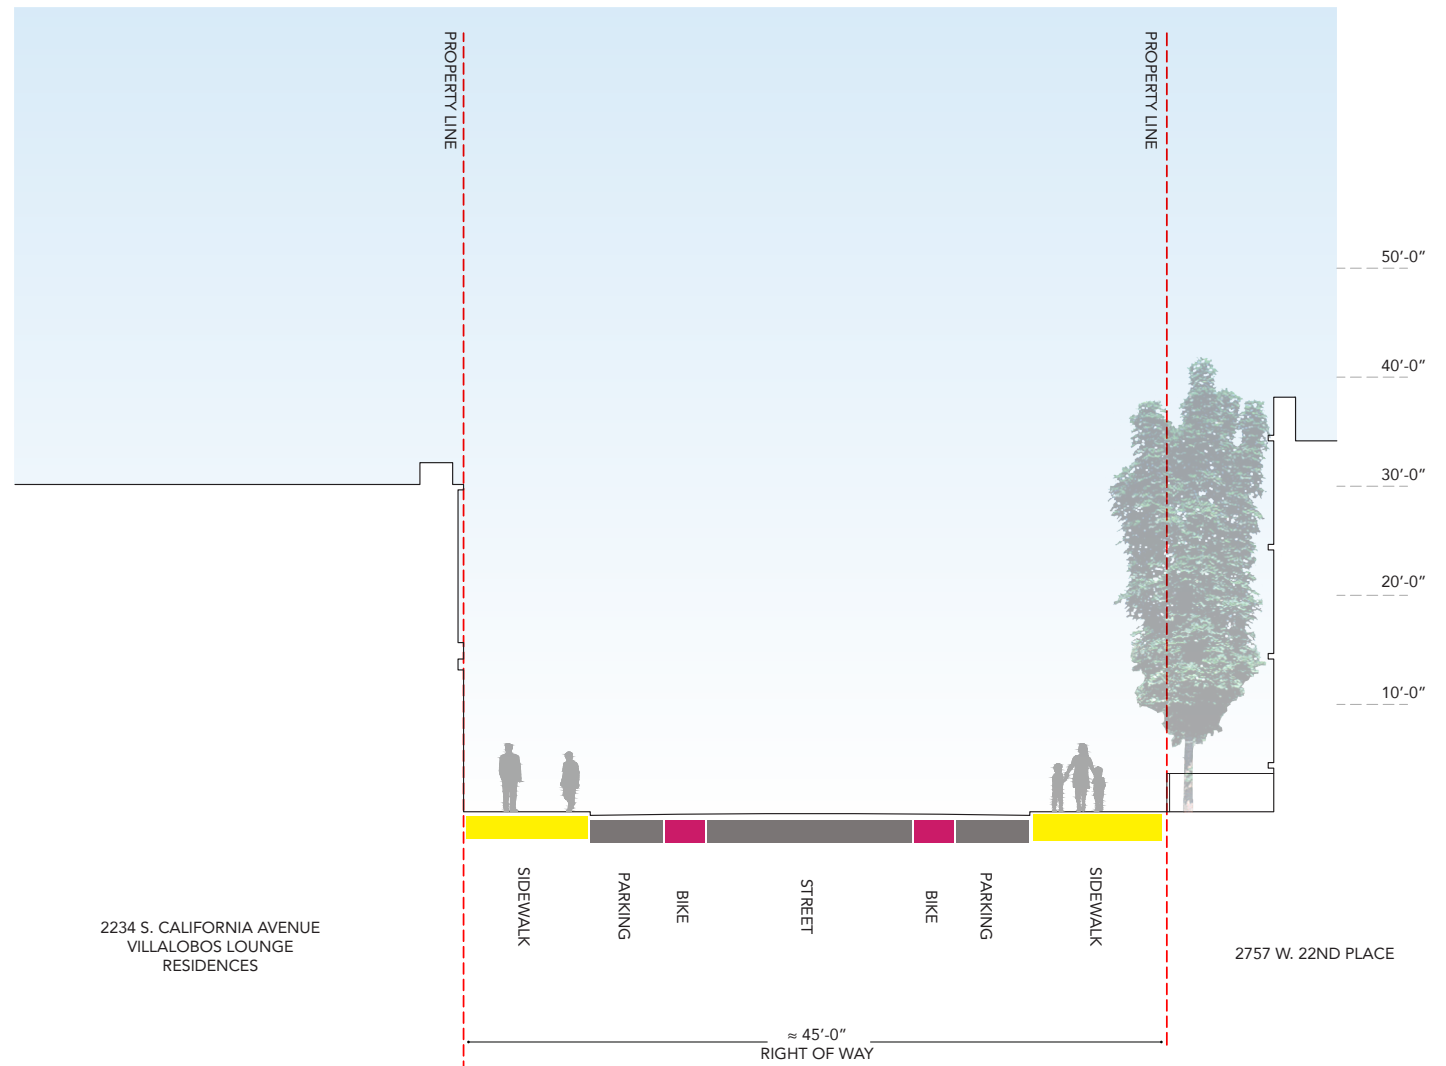 PROPERTY LINE
PROPERTY LINE
50’-0”
40’-0”
30’-0”
20’-0”
10’-0”
SIDEWALK
PARKING
BIKE
STREET
BIKE
PARKING
SIDEWALK
2234 S. CALIFORNIA AVENUE
VILLALOBOS LOUNGE
RESIDENCES
2757 W. 22ND PLACE
≈ 45’-0”
RIGHT OF WAY